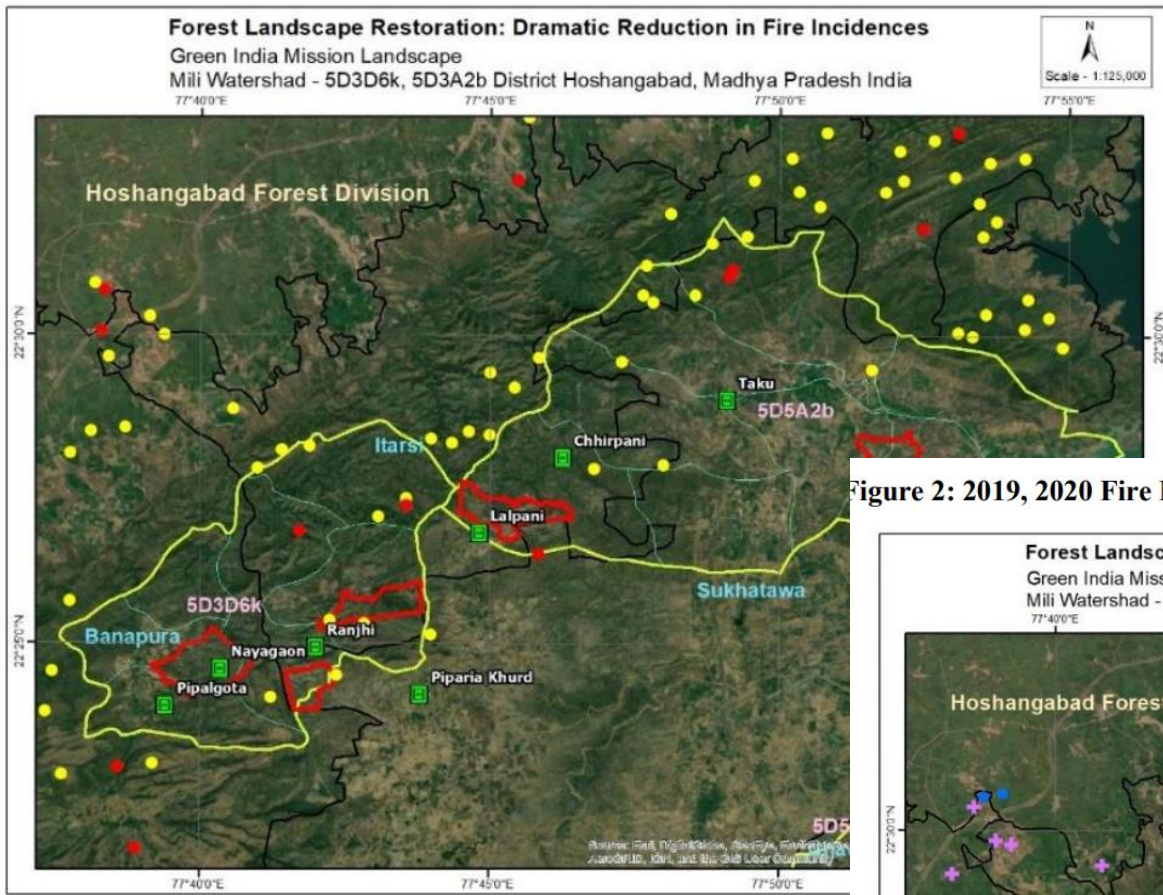 Forest Landscape Restoration: Dramatic Reduction in Fire Incidences
Green India Mission Landscape
Mili Watershad - 5D3D6k, 5D3A2b District Hoshangabad, Madhya Pradesh India
N
Scale - 1:125,000
77°40'0"E
77°45'0"E
77°50'0"E
77°55'0"E
Hoshangabad Forest Division
22°30'0"N
22°30'0"N
Taku
5D5A2b
Itarsi
Chhirpani
Lalpani
Sukhatawa
5D3D6k
Ranjhi
Banapura
22°25'0"N
Nayagaon
Pipalgota
Piparia Khurd
5D5
77°40'0"E
77°45'0"E
77°50'0"E
Figure 2: 2019, 2020 Fire
Forest Landsc
Green India Miss
Mili Watershad -
77°40'0"E
Hoshangabad Forest
22°30'0"N